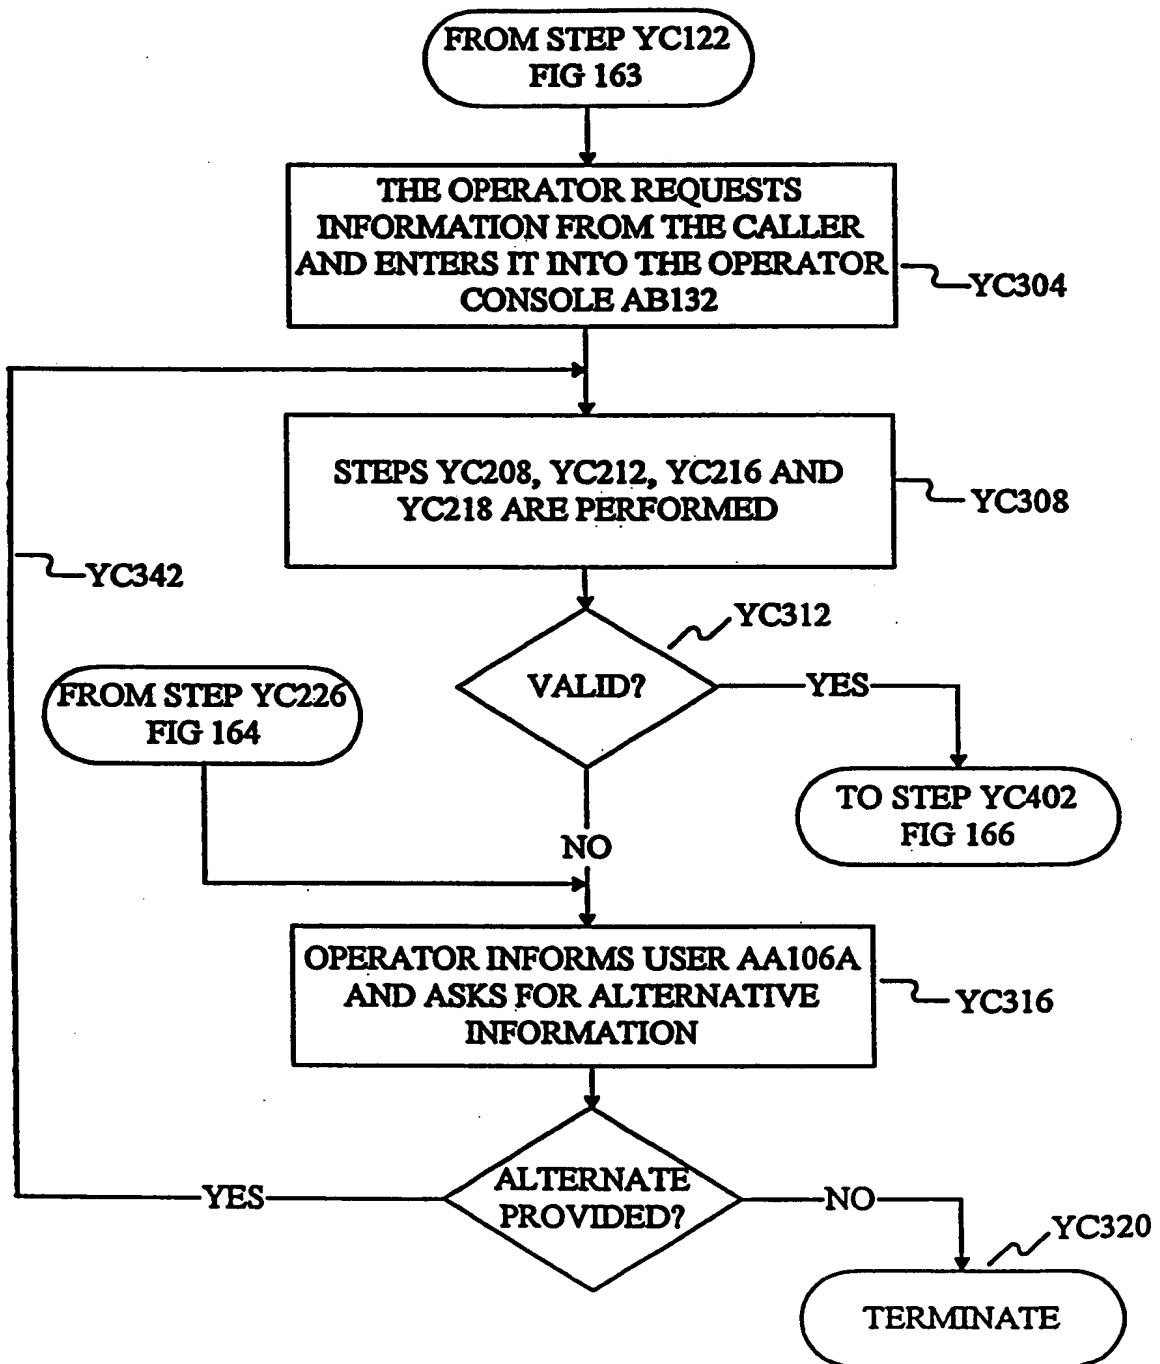 FROM STEP YC122
FIG 163
THE OPERATOR REQUESTS
INFORMATION FROM THE CALLER
AND ENTERS IT INTO THE OPERATOR
CONSOLE AB132
YC304
STEPS YC208, YC212, YC216 AND
YC218 ARE PERFORMED
YC308
YC342
YC312
VALID?
YES
FROM STEP YC226
FIG 164
TO STEP YC402
FIG 166
NO
OPERATOR INFORMS USER AA106A
AND ASKS FOR ALTERNATIVE
INFORMATION
YC316
ALTERNATE
PROVIDED?
YES
NO
YC320
TERMINATE